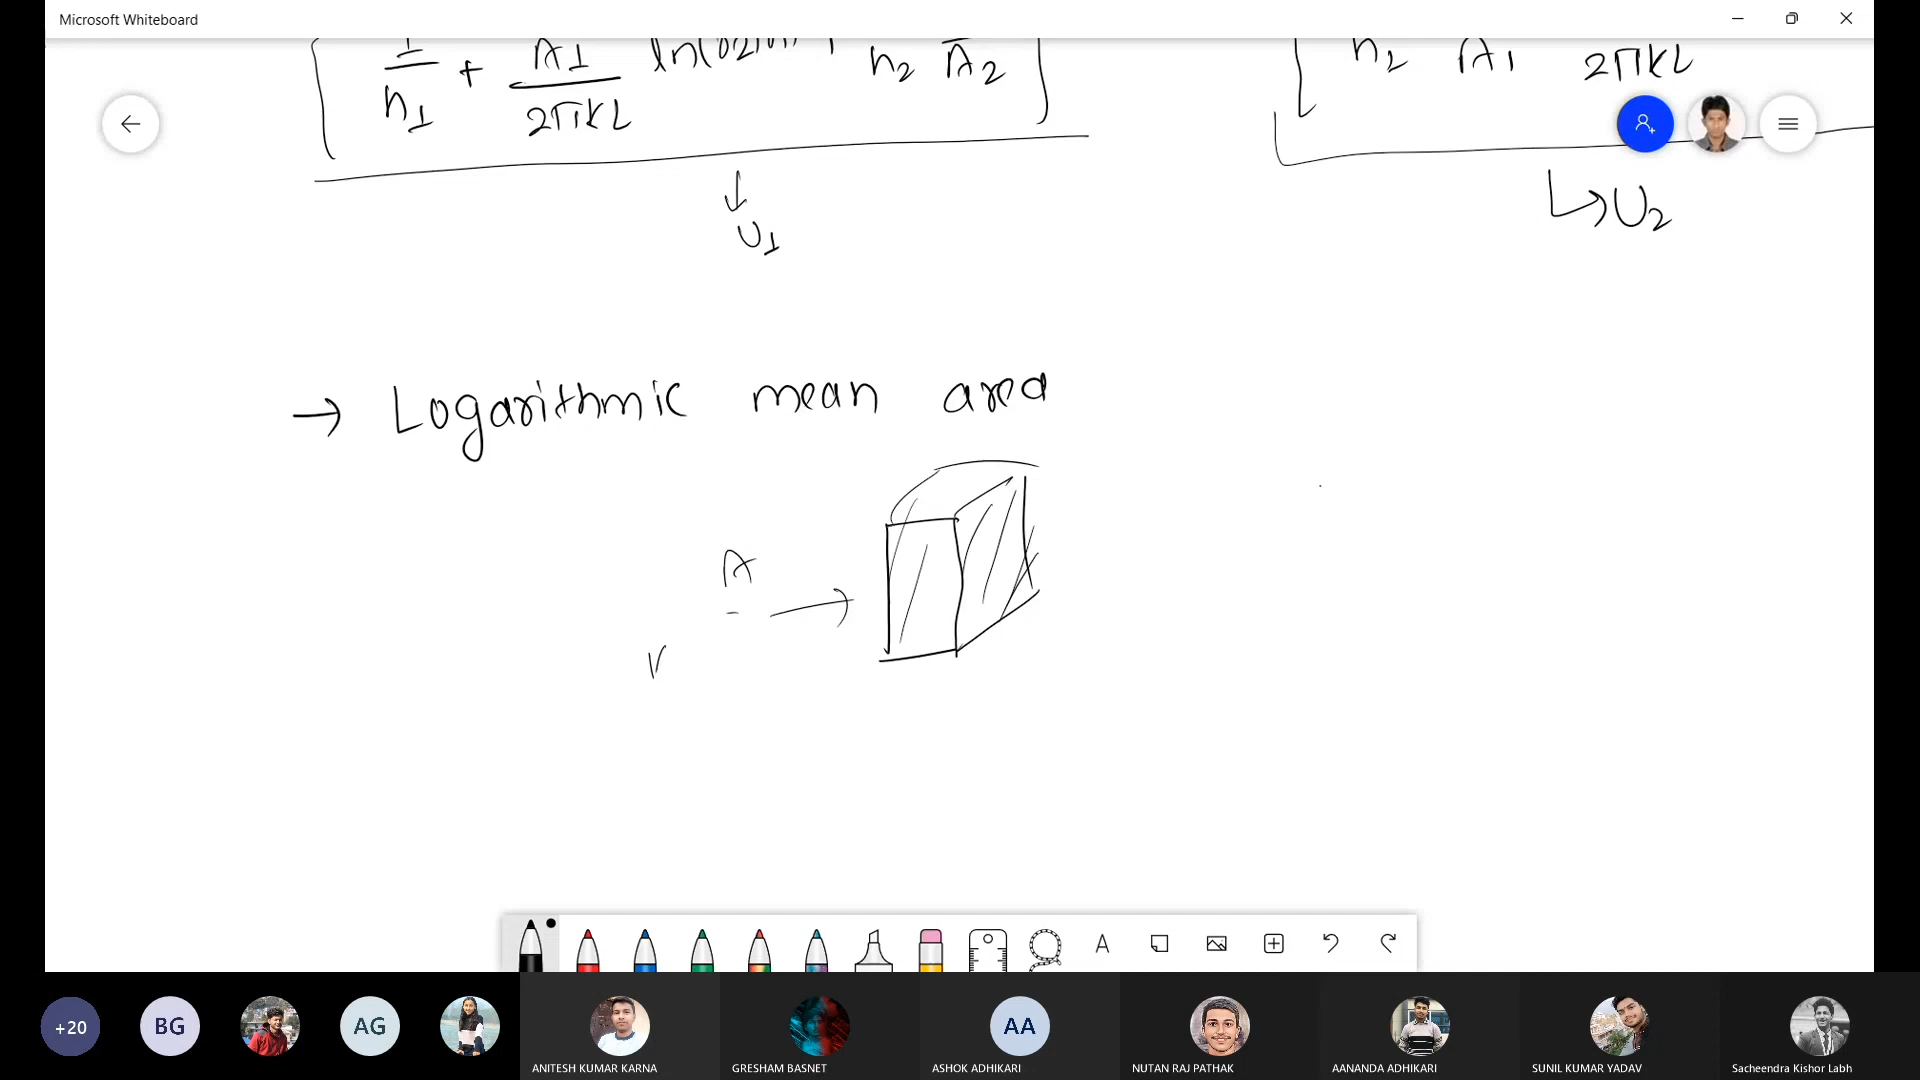 Microsoft Whiteboard
1/h1 + A1/2πKL ln( h2 A2
h2 A1 2πKL
↓
U1
↳ U2
→ Logarithmic mean area
A →
A
+20
BG
AG
AA
ANITESH KUMAR KARNA
GRESHAM BASNET
ASHOK ADHIKARI
NUTAN RAJ PATHAK
AANANDA ADHIKARI
SUNIL KUMAR YADAV
Sacheendra Kishor Labh